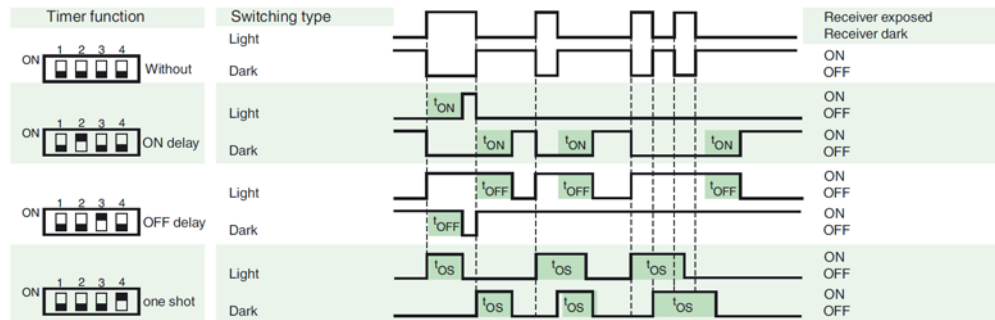 Timer function Switching type Receiver exposed
Light Receiver dark
1 2 3 4
ON Without ON
Dark OFF
Light ON
OFF
tON
1 2 3 4
ON ON delay
Dark tON tON tON ON
OFF
Light tOFF tOFF tOFF ON
OFF
1 2 3 4
ON OFF delay
Dark tOFF ON
OFF
Light tOS tOS tOS ON
OFF
1 2 3 4
ON one shot
Dark tOS tOS tOS ON
OFF